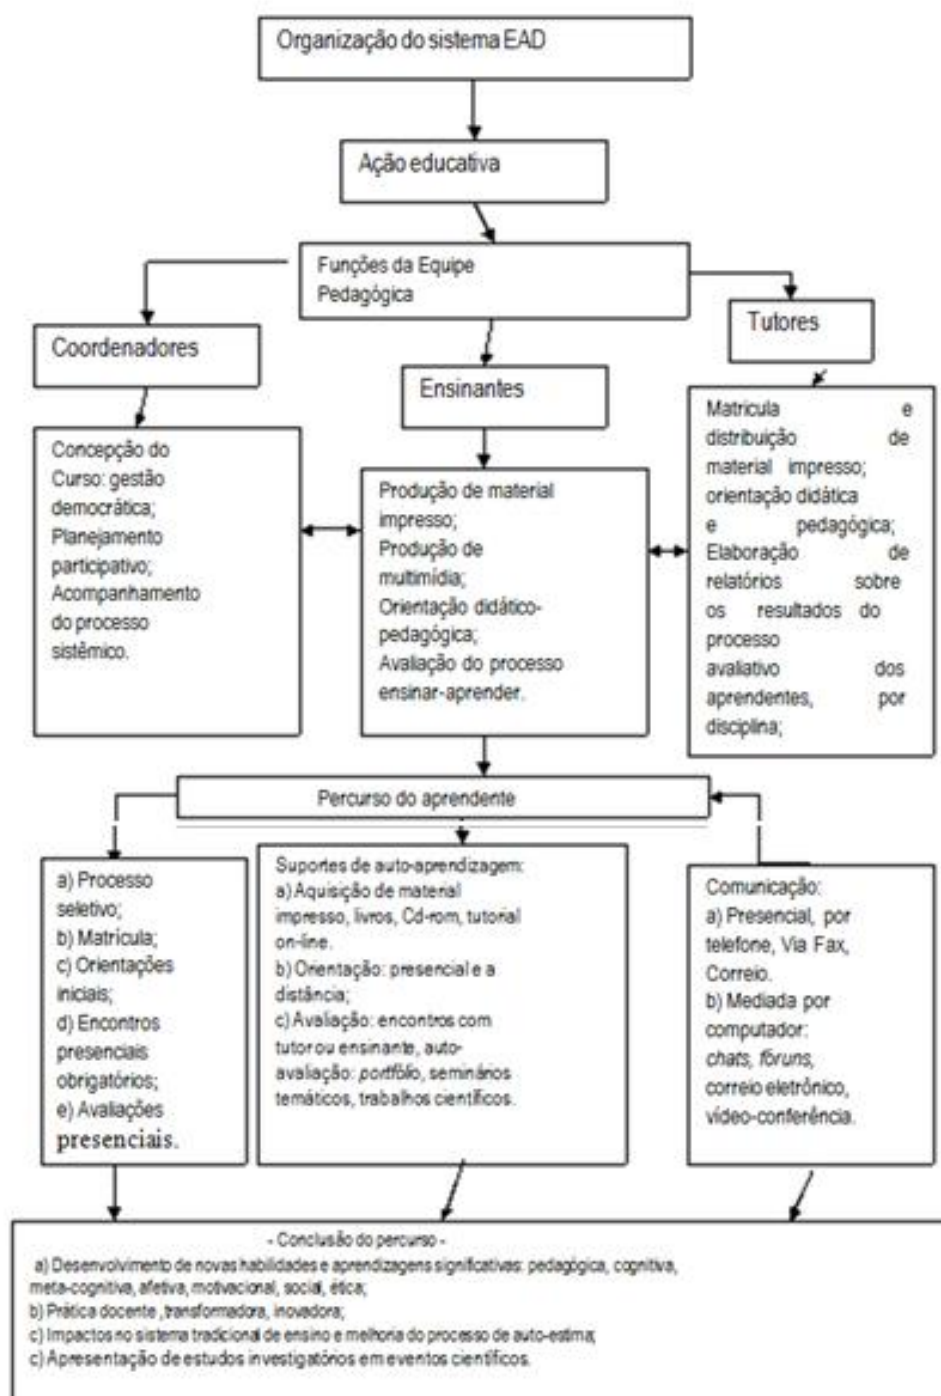 Organização do sistema EAD
Ação educativa
Funções da Equipe
Pedagógica
Coordenadores
Ensinantes
Tutores
Concepção do
Curso: gestão
democrática;
Planejamento
participativo;
Acompanhamento
do processo
sistêmico.
Produção de material
impresso;
Produção de
multimídia;
Orientação didático-
pedagógica;
Avaliação do processo
ensinar-aprender.
Matricula e
distribuição de
material impresso;
orientação didática
e pedagógica;
Elaboração de
relatórios sobre
os resultados do
processo
avaliativo dos
aprendentes, por
disciplina;
Percurso do aprendente
a) Processo
seletivo;
b) Matrícula;
c) Orientações
iniciais;
d) Encontros
presenciais
obrigatórios;
e) Avaliações
presenciais.
Suportes de auto-aprendizagem:
a) Aquisição de material
impresso, livros, Cd-rom, tutorial
on-line.
b) Orientação: presencial e a
distância;
c) Avaliação: encontros com
tutor ou ensinante, auto-
avaliação: portfólio, seminários
temáticos, trabalhos científicos.
Comunicação:
a) Presencial, por
telefone, Via Fax,
Correio.
b) Mediada por
computador:
chats, fóruns,
correio eletrônico,
vídeo-conferência.
- Conclusão do percurso -
a) Desenvolvimento de novas habilidades e aprendizagens significativas: pedagógica, cognitiva,
meta-cognitiva, afetiva, motivacional, social, ética;
b) Prática docente ,transformadora, inovadora;
c) Impactos no sistema tradicional de ensino e melhoria do processo de auto-estima;
c) Apresentação de estudos investigatórios em eventos científicos.